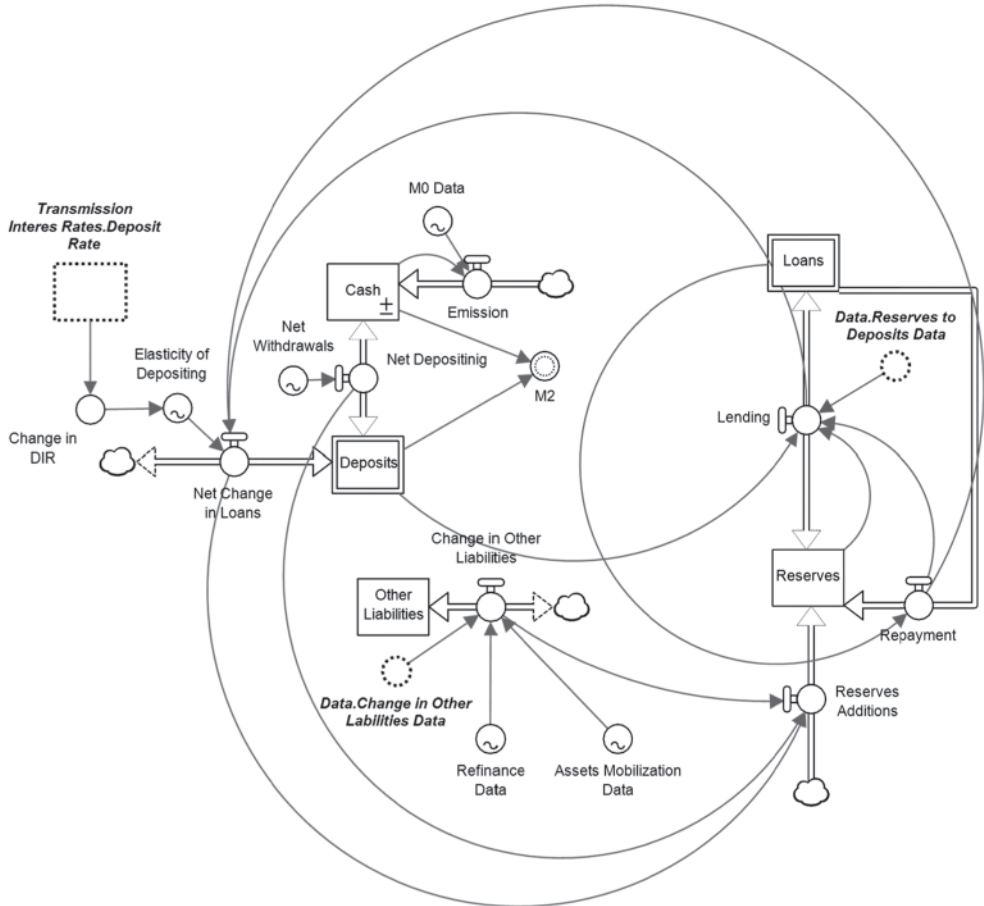 M0 Data
Transmission
Interes Rates.Deposit
Rate
Loans
Cash
±
Emission
Data.Reserves to
Deposits Data
Net
Withdrawals
Net Depositinig
Elasticity of
Depositing
M2
Lending
Change in
DIR
Deposits
Net Change
in Loans
Change in Other
Liabilities
Reserves
Other
Liabilities
Repayment
Data.Change in Other
Labilities Data
Reserves
Additions
Refinance
Data
Assets Mobilization
Data